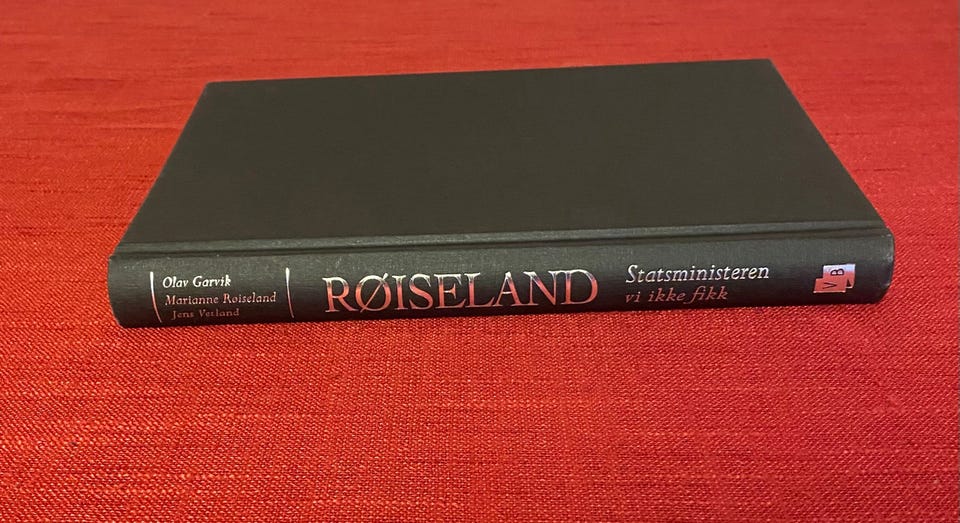 Olav Garvik
Marianne Røiseland
Jens Vetland
RØISELAND
Statsministeren
vi ikke fikk
VB